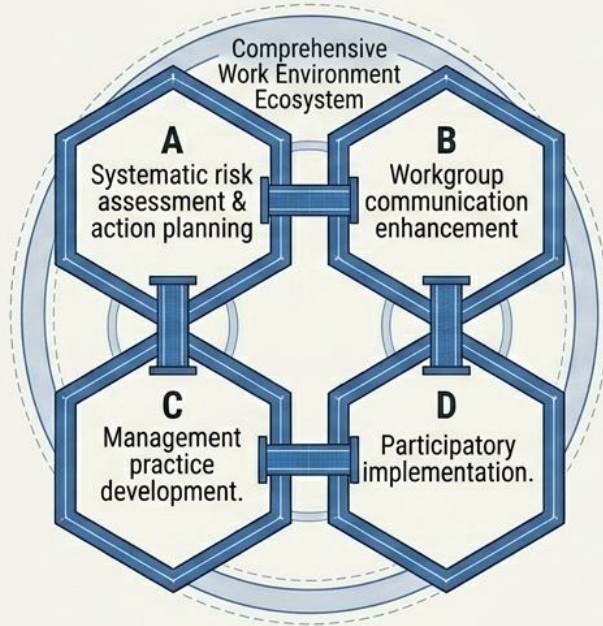 Comprehensive
Work Environment
Ecosystem
A
Systematic risk
assessment &
action planning
B
Workgroup
communication
enhancement
C
Management
practice
development.
D
Participatory
implementation.